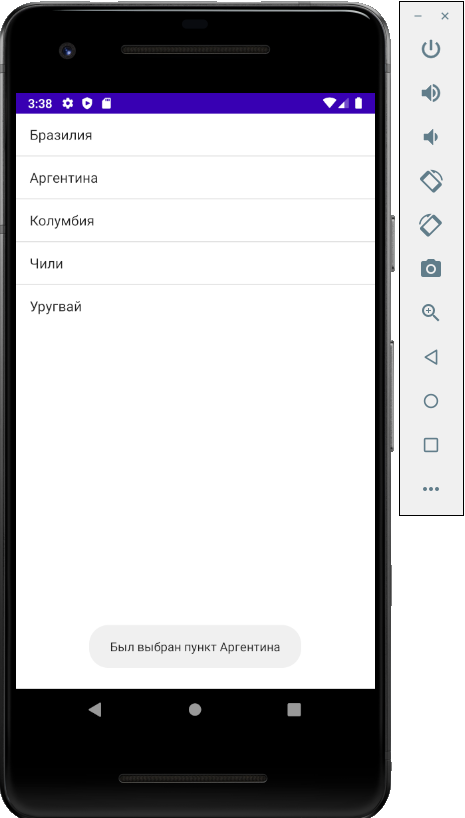 3:38
Бразилия
Аргентина
Колумбия
Чили
Уругвай
Был выбран пункт Аргентина